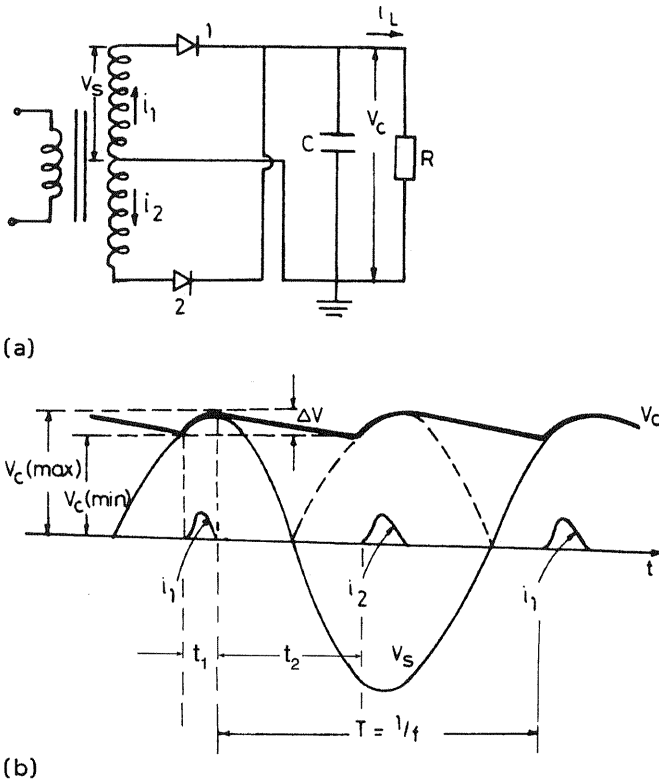 1
I_L
V_S
i_1
C
V_C
R
i_2
2
(a)
ΔV
V_C
V_C(max)
V_C(min)
i_1
i_2
i_1
t
t_1
t_2
V_S
T = 1/f
(b)